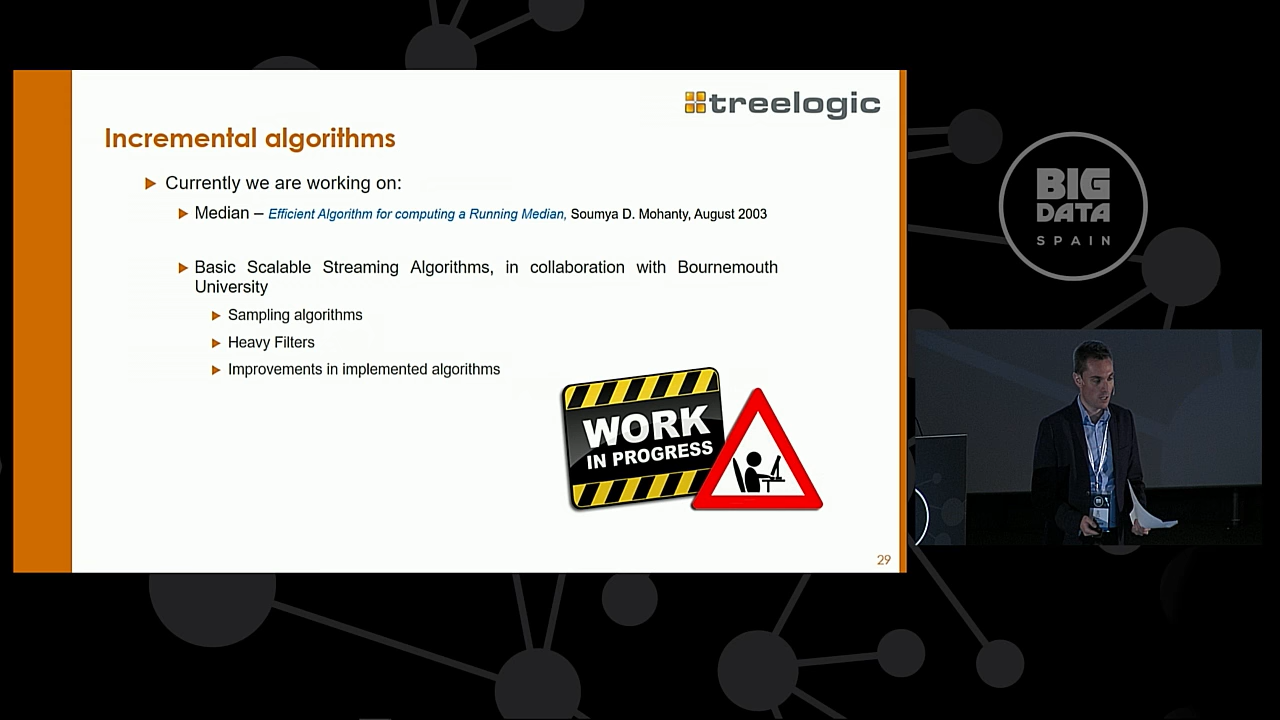 treelogic
Incremental algorithms
Currently we are working on:
Median – Efficient Algorithm for computing a Running Median, Soumya D. Mohanty, August 2003
Basic Scalable Streaming Algorithms, in collaboration with Bournemouth
University
Sampling algorithms
Heavy Filters
Improvements in implemented algorithms
WORK
IN PROGRESS
29
BIG
DATA
SPAIN